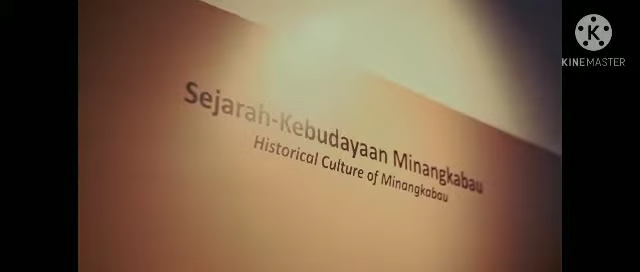 Sejarah-Kebudayaan Minangkabau
Historical Culture of Minangkabau
K
KINEMASTER